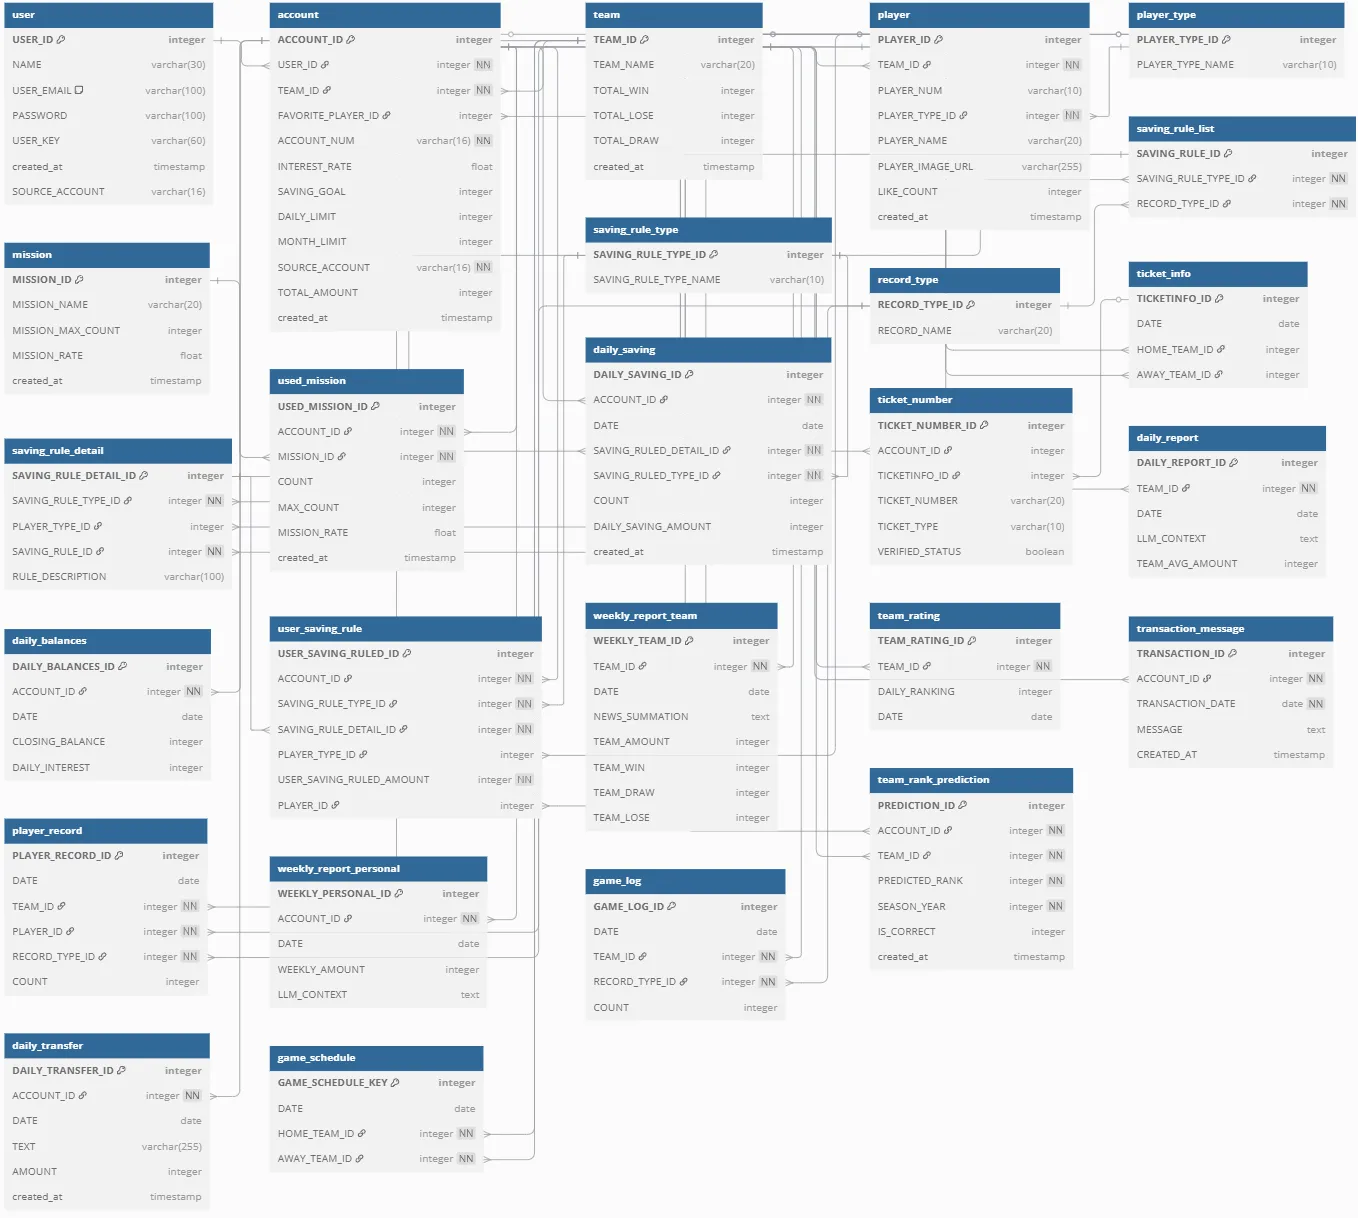 user
USER_ID integer
NAME varchar(30)
USER_EMAIL varchar(100)
PASSWORD varchar(100)
USER_KEY varchar(60)
created_at timestamp
SOURCE_ACCOUNT varchar(16)
mission
MISSION_ID integer
MISSION_NAME varchar(20)
MISSION_MAX_COUNT integer
MISSION_RATE float
created_at timestamp
saving_rule_detail
SAVING_RULE_DETAIL_ID integer
SAVING_RULE_TYPE_ID integer NN
PLAYER_TYPE_ID integer
SAVING_RULE_ID integer NN
RULE_DESCRIPTION varchar(100)
daily_balances
DAILY_BALANCES_ID integer
ACCOUNT_ID integer NN
DATE date
CLOSING_BALANCE integer
DAILY_INTEREST integer
player_record
PLAYER_RECORD_ID integer
DATE date
TEAM_ID integer NN
PLAYER_ID integer NN
RECORD_TYPE_ID integer NN
COUNT integer
daily_transfer
DAILY_TRANSFER_ID integer
ACCOUNT_ID integer NN
DATE date
TEXT varchar(255)
AMOUNT integer
created_at timestamp
account
ACCOUNT_ID integer
USER_ID integer NN
TEAM_ID integer NN
FAVORITE_PLAYER_ID integer
ACCOUNT_NUM varchar(16) NN
INTEREST_RATE float
SAVING_GOAL integer
DAILY_LIMIT integer
MONTH_LIMIT integer
SOURCE_ACCOUNT varchar(16) NN
TOTAL_AMOUNT integer
created_at timestamp
used_mission
USED_MISSION_ID integer
ACCOUNT_ID integer NN
MISSION_ID integer NN
COUNT integer
MAX_COUNT integer
MISSION_RATE float
created_at timestamp
user_saving_rule
USER_SAVING_RULED_ID integer
ACCOUNT_ID integer NN
SAVING_RULE_TYPE_ID integer NN
SAVING_RULE_DETAIL_ID integer NN
PLAYER_TYPE_ID integer
USER_SAVING_RULED_AMOUNT integer NN
PLAYER_ID integer
weekly_report_personal
WEEKLY_PERSONAL_ID integer
ACCOUNT_ID integer NN
DATE date
WEEKLY_AMOUNT integer
LLM_CONTEXT text
game_schedule
GAME_SCHEDULE_KEY integer
DATE date
HOME_TEAM_ID integer NN
AWAY_TEAM_ID integer NN
team
TEAM_ID integer
TEAM_NAME varchar(20)
TOTAL_WIN integer
TOTAL_LOSE integer
TOTAL_DRAW integer
created_at timestamp
saving_rule_type
SAVING_RULE_TYPE_ID integer
SAVING_RULE_TYPE_NAME varchar(10)
daily_saving
DAILY_SAVING_ID integer
ACCOUNT_ID integer NN
DATE date
SAVING_RULED_DETAIL_ID integer NN
SAVING_RULED_TYPE_ID integer NN
COUNT integer
DAILY_SAVING_AMOUNT integer
created_at timestamp
weekly_report_team
WEEKLY_TEAM_ID integer
TEAM_ID integer NN
DATE date
NEWS_SUMMATION text
TEAM_AMOUNT integer
TEAM_WIN integer
TEAM_DRAW integer
TEAM_LOSE integer
game_log
GAME_LOG_ID integer
DATE date
TEAM_ID integer NN
RECORD_TYPE_ID integer NN
COUNT integer
player
PLAYER_ID integer
TEAM_ID integer NN
PLAYER_NUM varchar(10)
PLAYER_TYPE_ID integer NN
PLAYER_NAME varchar(20)
PLAYER_IMAGE_URL varchar(255)
LIKE_COUNT integer
created_at timestamp
record_type
RECORD_TYPE_ID integer
RECORD_NAME varchar(20)
ticket_number
TICKET_NUMBER_ID integer
ACCOUNT_ID integer
TICKETINFO_ID integer
TICKET_NUMBER varchar(20)
TICKET_TYPE varchar(10)
VERIFIED_STATUS boolean
team_rating
TEAM_RATING_ID integer
TEAM_ID integer NN
DAILY_RANKING integer
DATE date
team_rank_prediction
PREDICTION_ID integer
ACCOUNT_ID integer NN
TEAM_ID integer NN
PREDICTED_RANK integer NN
SEASON_YEAR integer NN
IS_CORRECT integer
created_at timestamp
player_type
PLAYER_TYPE_ID integer
PLAYER_TYPE_NAME varchar(10)
saving_rule_list
SAVING_RULE_ID integer
SAVING_RULE_TYPE_ID integer NN
RECORD_TYPE_ID integer NN
ticket_info
TICKETINFO_ID integer
DATE date
HOME_TEAM_ID integer
AWAY_TEAM_ID integer
daily_report
DAILY_REPORT_ID integer
TEAM_ID integer NN
DATE date
LLM_CONTEXT text
TEAM_AVG_AMOUNT integer
transaction_message
TRANSACTION_ID integer
ACCOUNT_ID integer NN
TRANSACTION_DATE date NN
MESSAGE text
CREATED_AT timestamp